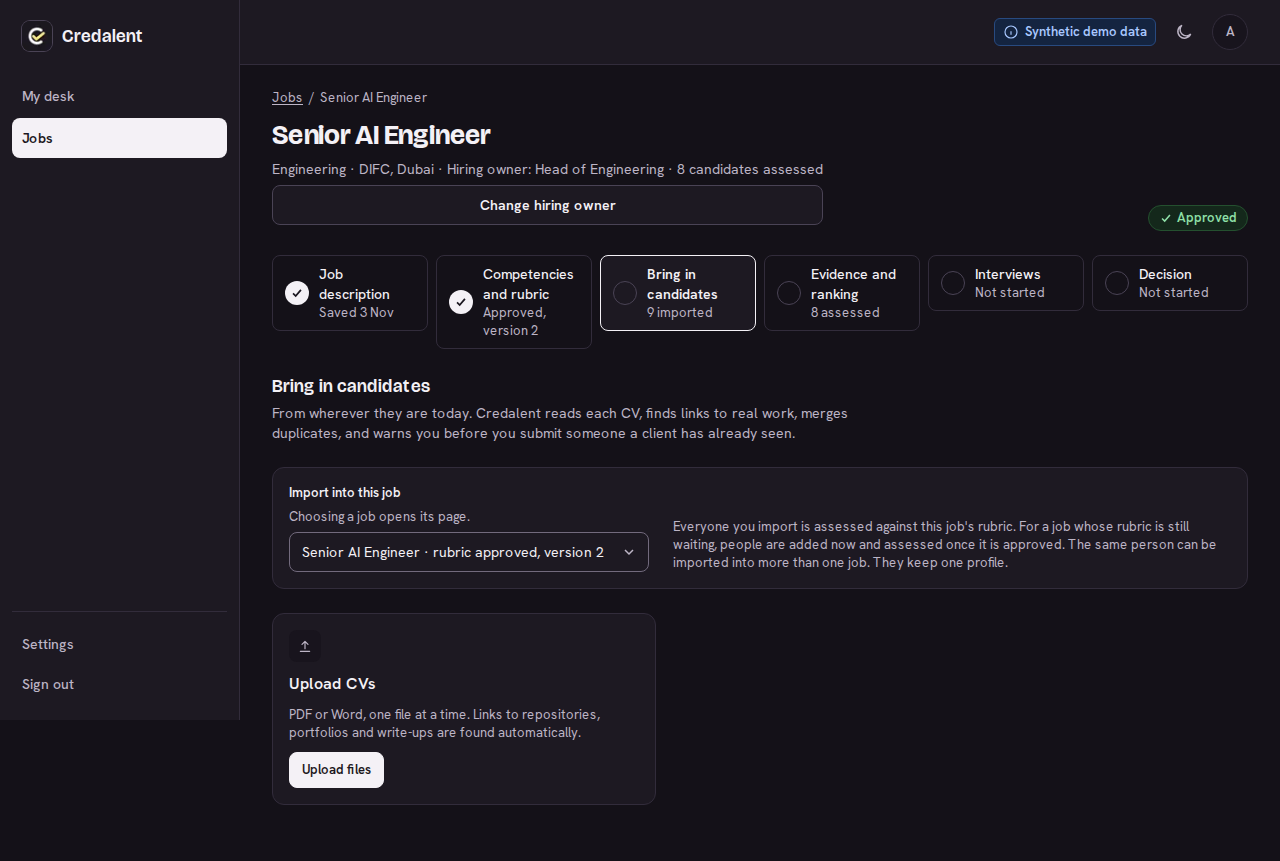 Credalent
Synthetic demo data
A
My desk
Jobs
Settings
Sign out
Jobs / Senior AI Engineer
Senior AI Engineer
Engineering · DIFC, Dubai · Hiring owner: Head of Engineering · 8 candidates assessed
Change hiring owner
Approved
Job
description
Saved 3 Nov
Competencies
and rubric
Approved,
version 2
Bring in
candidates
9 imported
Evidence and
ranking
8 assessed
Interviews
Not started
Decision
Not started
Bring in candidates
From wherever they are today. Credalent reads each CV, finds links to real work, merges
duplicates, and warns you before you submit someone a client has already seen.
Import into this job
Choosing a job opens its page.
Senior AI Engineer · rubric approved, version 2
Everyone you import is assessed against this job's rubric. For a job whose rubric is still
waiting, people are added now and assessed once it is approved. The same person can be
imported into more than one job. They keep one profile.
Upload CVs
PDF or Word, one file at a time. Links to repositories,
portfolios and write-ups are found automatically.
Upload files